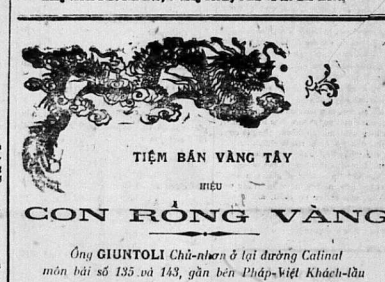 TIỆM BÁN VÀNG TÂY
HIỆU
CON RỒNG VÀNG
Ông GIUNTOLI Chủ-nhơn ở tại đường Catinat
môn bài số 135 và 143, gần bên Pháp-Việt Khách-lầu